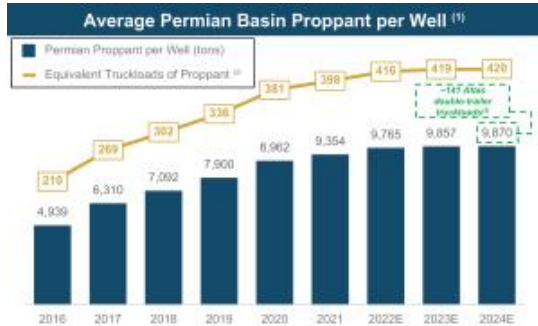 Average Permian Basin Proppant per Well (1)
Permian Proppant per Well (tons)
Equivalent Truckloads of Proppant (2)
210
269
302
336
381
398
416
419
420
~141 Atlas
double-trailer
truckloads
4,939
6,310
7,092
7,900
8,962
9,354
9,765
9,857
9,870
2016
2017
2018
2019
2020
2021
2022E
2023E
2024E